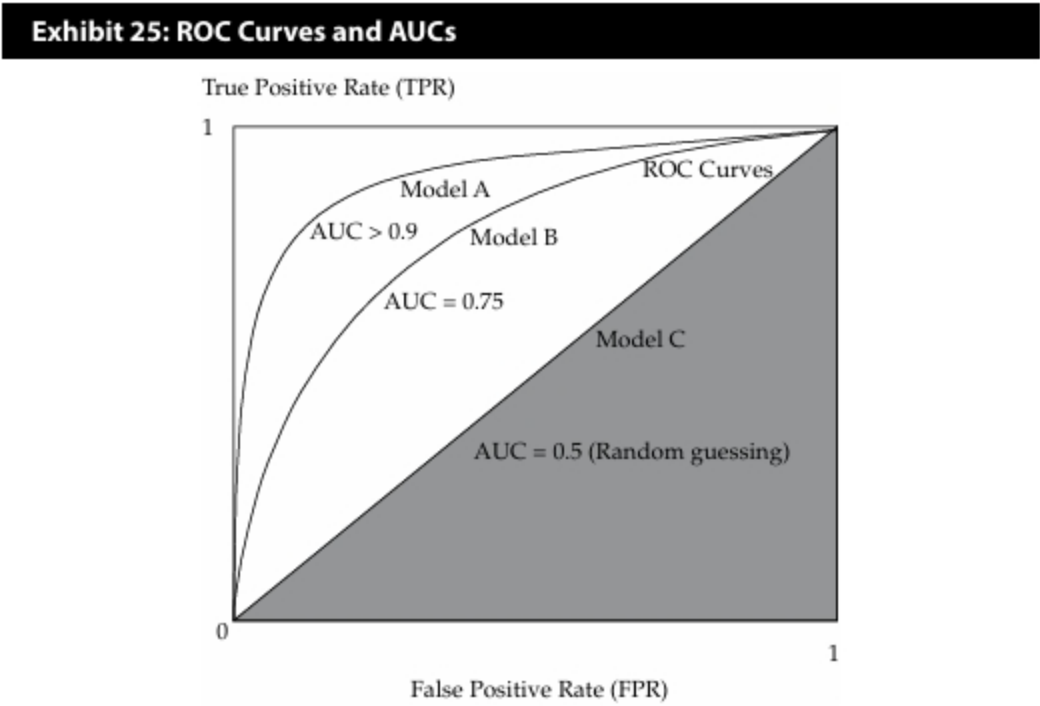 Exhibit 25: ROC Curves and AUCs
True Positive Rate (TPR)
1
ROC Curves
Model A
AUC > 0.9
Model B
AUC = 0.75
Model C
AUC = 0.5 (Random guessing)
0
1
False Positive Rate (FPR)